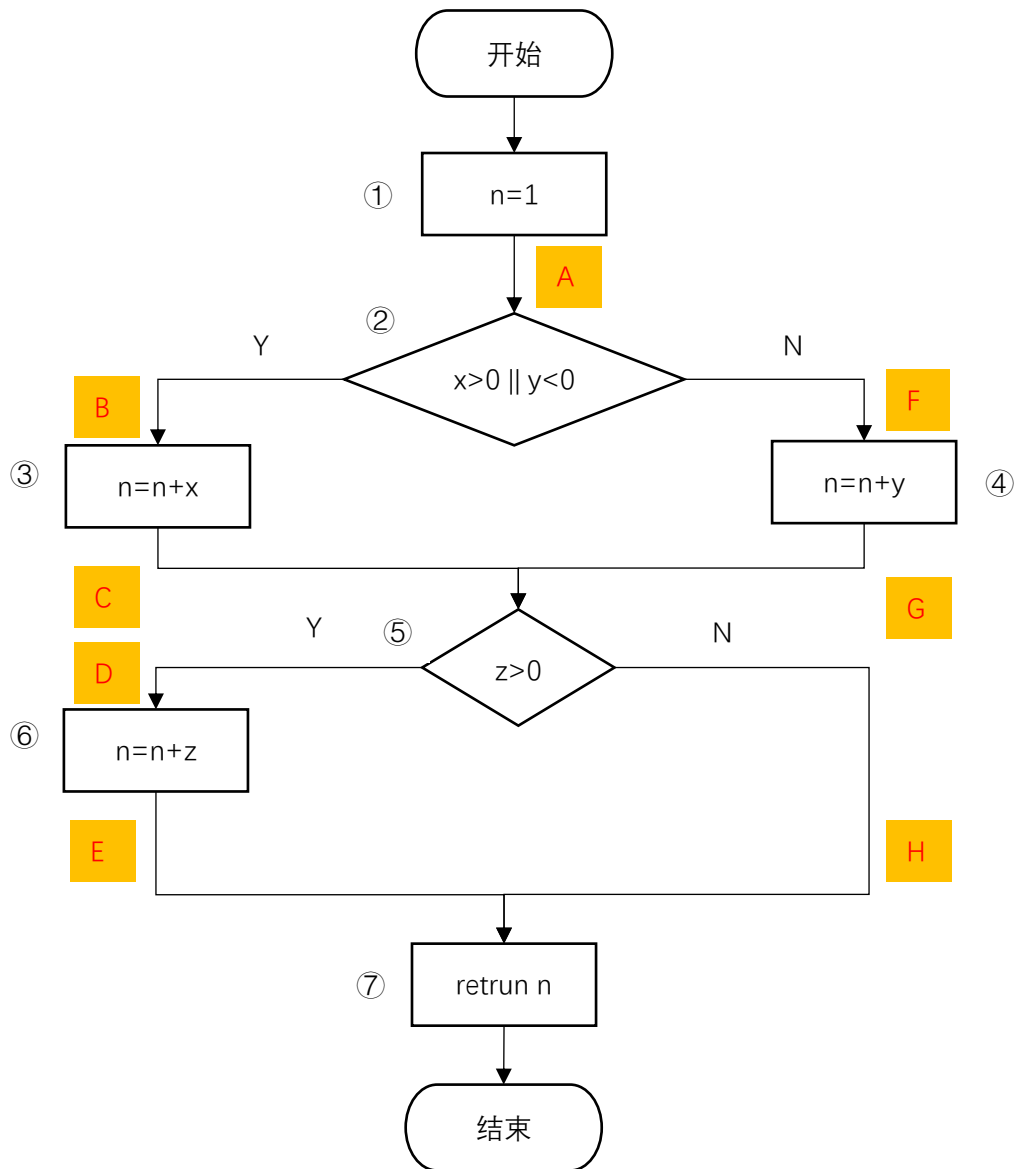 开始
①
n=1
A
②
Y
x>0 || y<0
N
B
F
③
n=n+x
n=n+y
④
C
G
Y
⑤
N
D
z>0
⑥
n=n+z
E
H
⑦
retrun n
结束